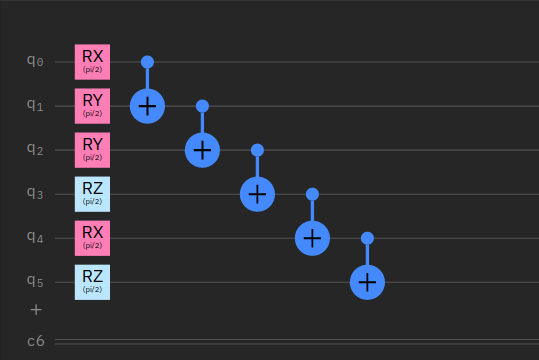 q0 RX (pi/2)
q1 RY (pi/2) +
q2 RY (pi/2) +
q3 RZ (pi/2) +
q4 RX (pi/2) +
q5 RZ (pi/2) +
+
c6